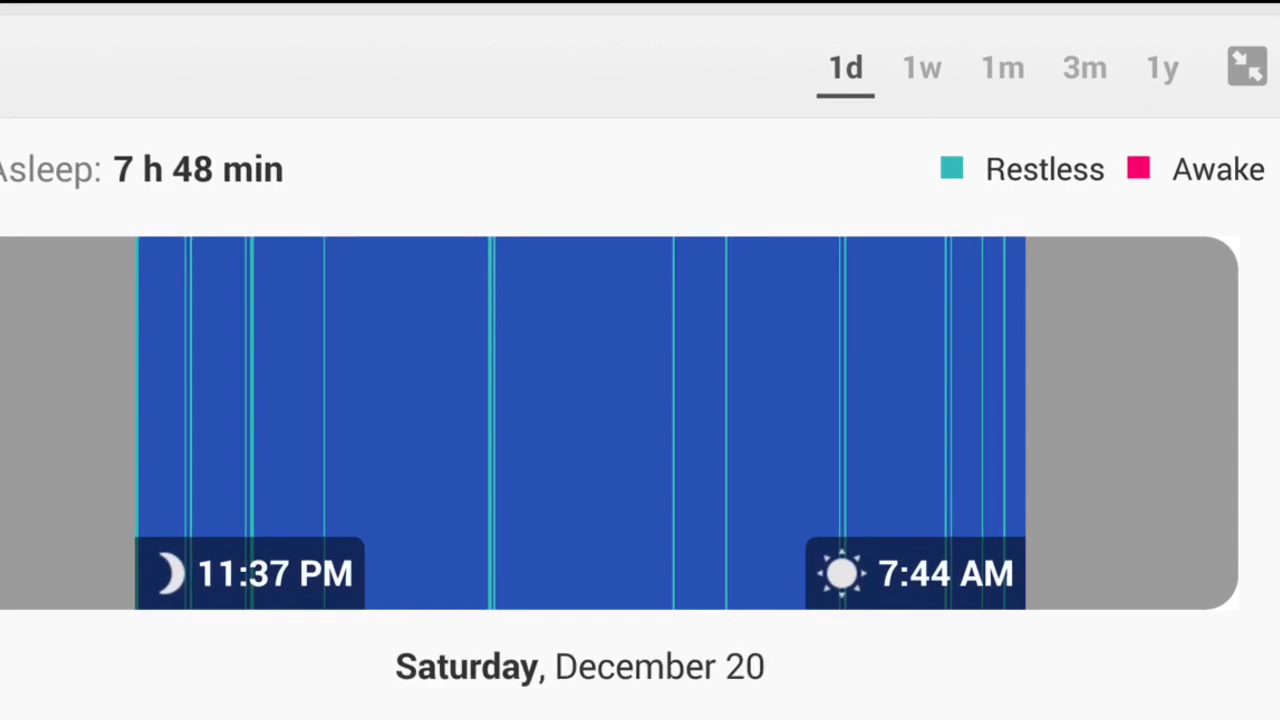 1d 1w 1m 3m 1y
Asleep: 7 h 48 min
Restless Awake
11:37 PM
7:44 AM
Saturday, December 20